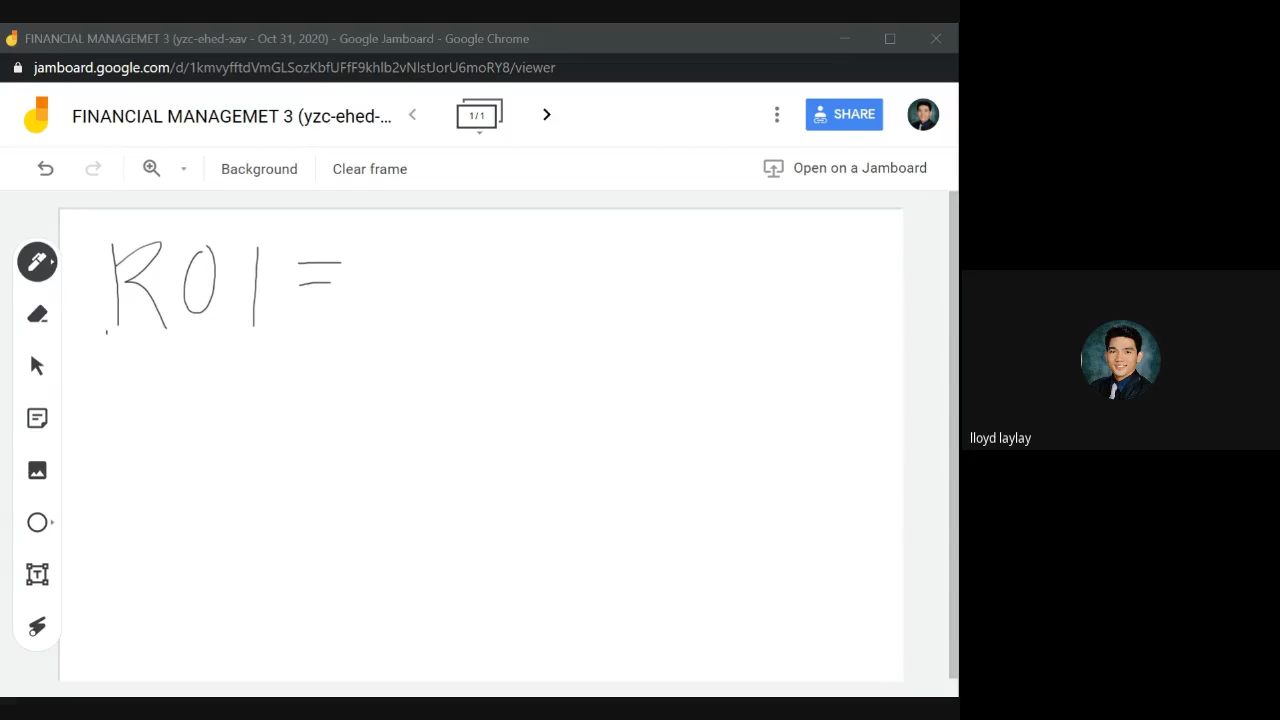 FINANCIAL MANAGEMET 3 (yzc-ehed-xav - Oct 31, 2020) - Google Jamboard - Google Chrome
jamboard.google.com/d/1kmvyfftdVmGLSozKbfUFfF9khlb2vNlstJorU6moRY8/viewer
FINANCIAL MANAGEMET 3 (yzc-ehed-...
1/1
SHARE
Background
Clear frame
Open on a Jamboard
ROI =
lloyd laylay